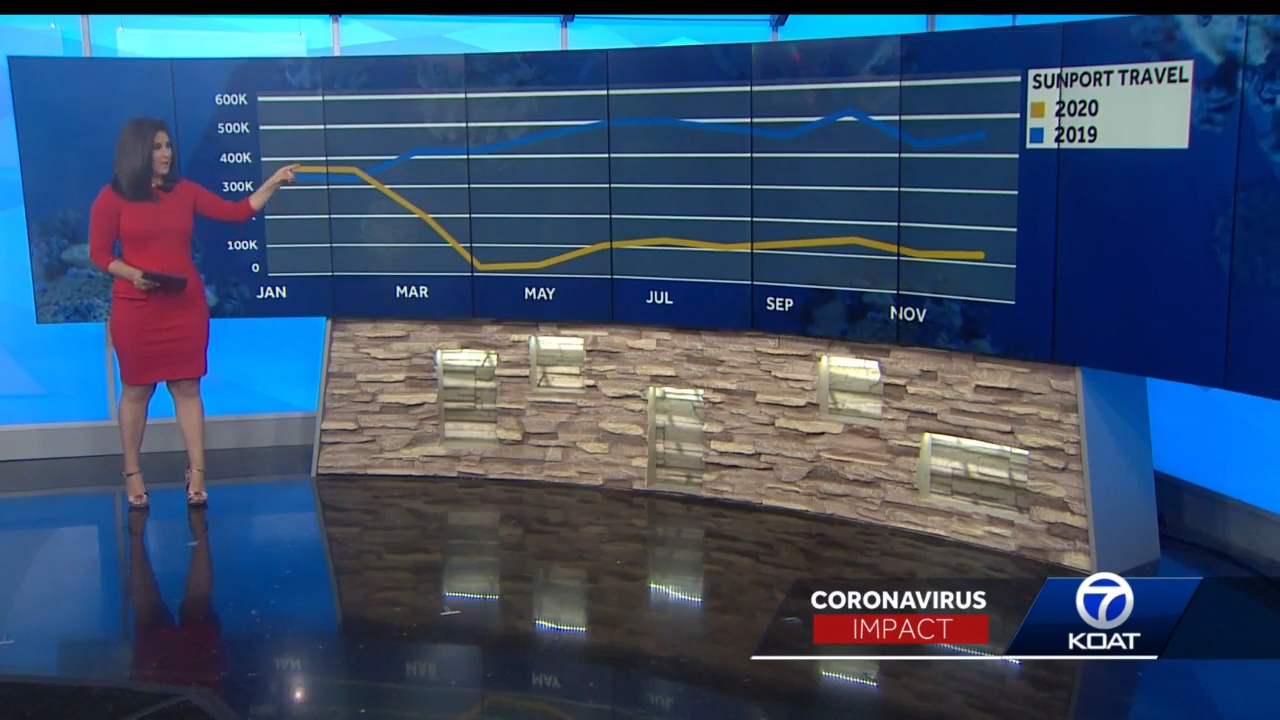 SUNPORT TRAVEL
2020
2019
600K
500K
400K
300K
100K
0
JAN
MAR
MAY
JUL
SEP
NOV
CORONAVIRUS
IMPACT
7
KOAT